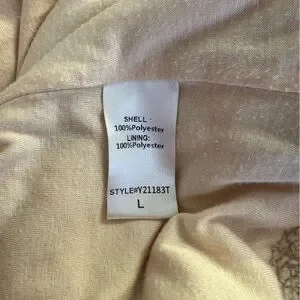 SHELL :
100%Polyester
LINING:
100%Polyester
STYLE#Y21183T
L